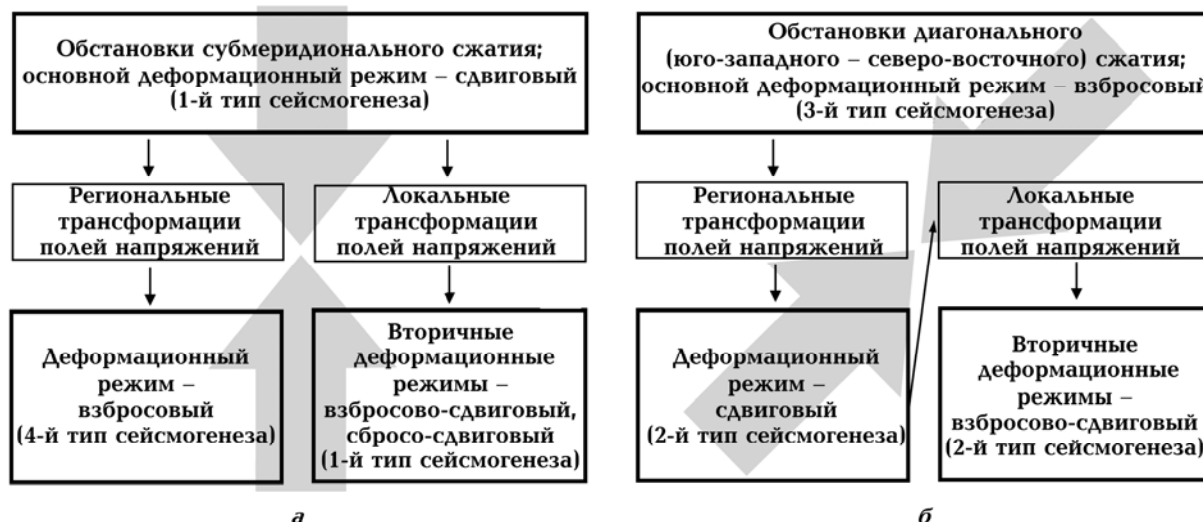 Обстановки субмеридионального сжатия;
основной деформационный режим – сдвиговый
(1-й тип сейсмогенеза)
Региональные
трансформации
полей напряжений
Локальные
трансформации
полей напряжений
Деформационный
режим –
взбросовый
(4-й тип сейсмогенеза)
Вторичные
деформационные
режимы –
взбросово-сдвиговый,
сбросо-сдвиговый
(1-й тип сейсмогенеза)
а
Обстановки диагонального
(юго-западного – северо-восточного) сжатия;
основной деформационный режим – взбросовый
(3-й тип сейсмогенеза)
Региональные
трансформации
полей напряжений
Локальные
трансформации
полей напряжений
Деформационный
режим –
сдвиговый
(2-й тип сейсмогенеза)
Вторичные
деформационные
режимы –
взбросово-сдвиговый
(2-й тип сейсмогенеза)
б